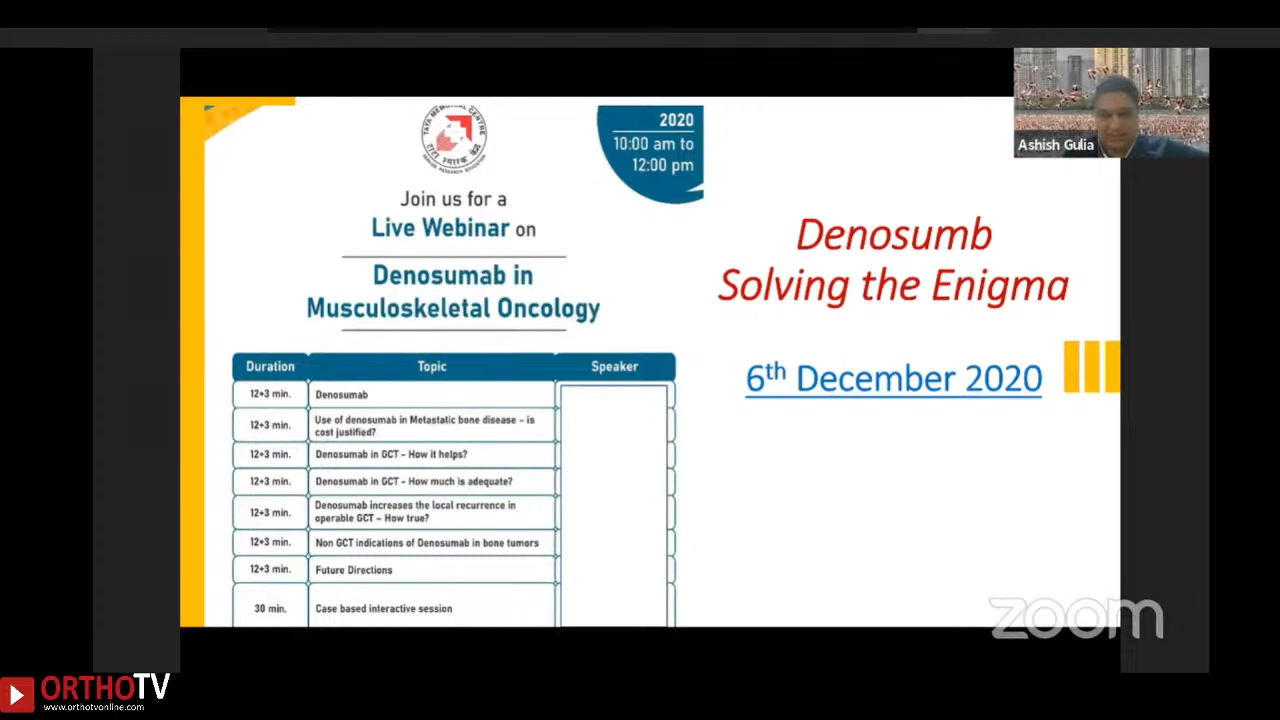 Ashish Gulia
TATA MEMORIAL CENTRE
टाटा स्मारक केंद्र
2020
10:00 am to
12:00 pm
Join us for a
Live Webinar on
Denosumab in
Musculoskeletal Oncology
Denosumb
Solving the Enigma
6th December 2020
Duration Topic Speaker
12+3 min. Denosumab
12+3 min. Use of denosumab in Metastatic bone disease – is
cost justified?
12+3 min. Denosumab in GCT – How it helps?
12+3 min. Denosumab in GCT – How much is adequate?
12+3 min. Denosumab increases the local recurrence in
operable GCT – How true?
12+3 min. Non GCT indications of Denosumab in bone tumors
12+3 min. Future Directions
30 min. Case based interactive session
zoom
ORTHOTV
www.orthotvonline.com